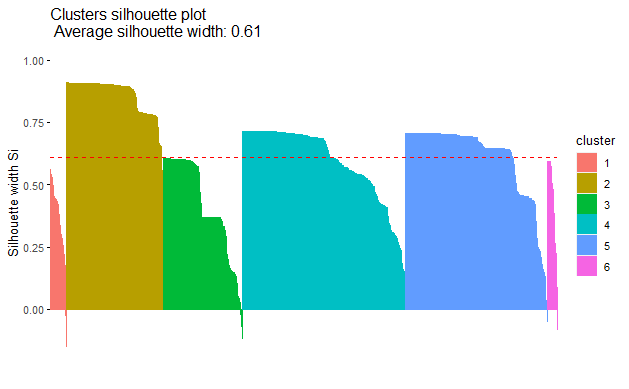 Clusters silhouette plot
Average silhouette width: 0.61
Silhouette width Si
1.00
0.75
0.50
0.25
0.00
cluster
1
2
3
4
5
6